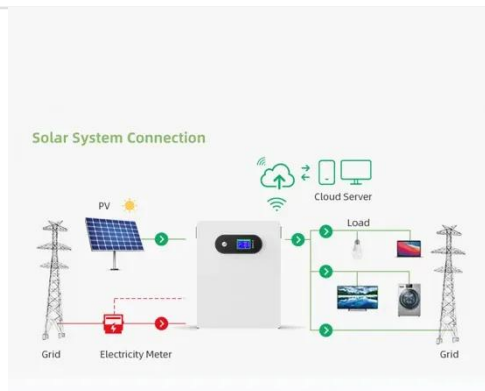 Solar System Connection
Cloud Server
PV
Load
Grid
Electricity Meter
Grid